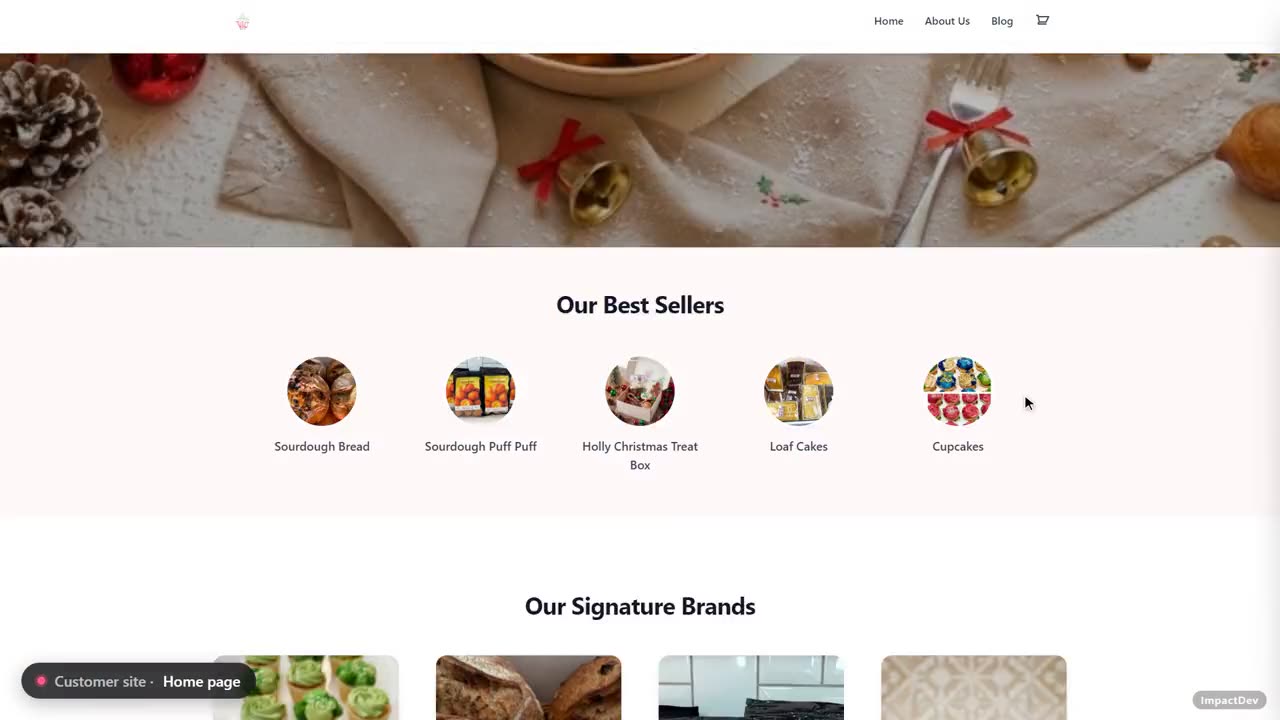 Home About Us Blog
Our Best Sellers
Sourdough Bread
Sourdough Puff Puff
Holly Christmas Treat
Box
Loaf Cakes
Cupcakes
Our Signature Brands
Customer site · Home page
ImpactDev